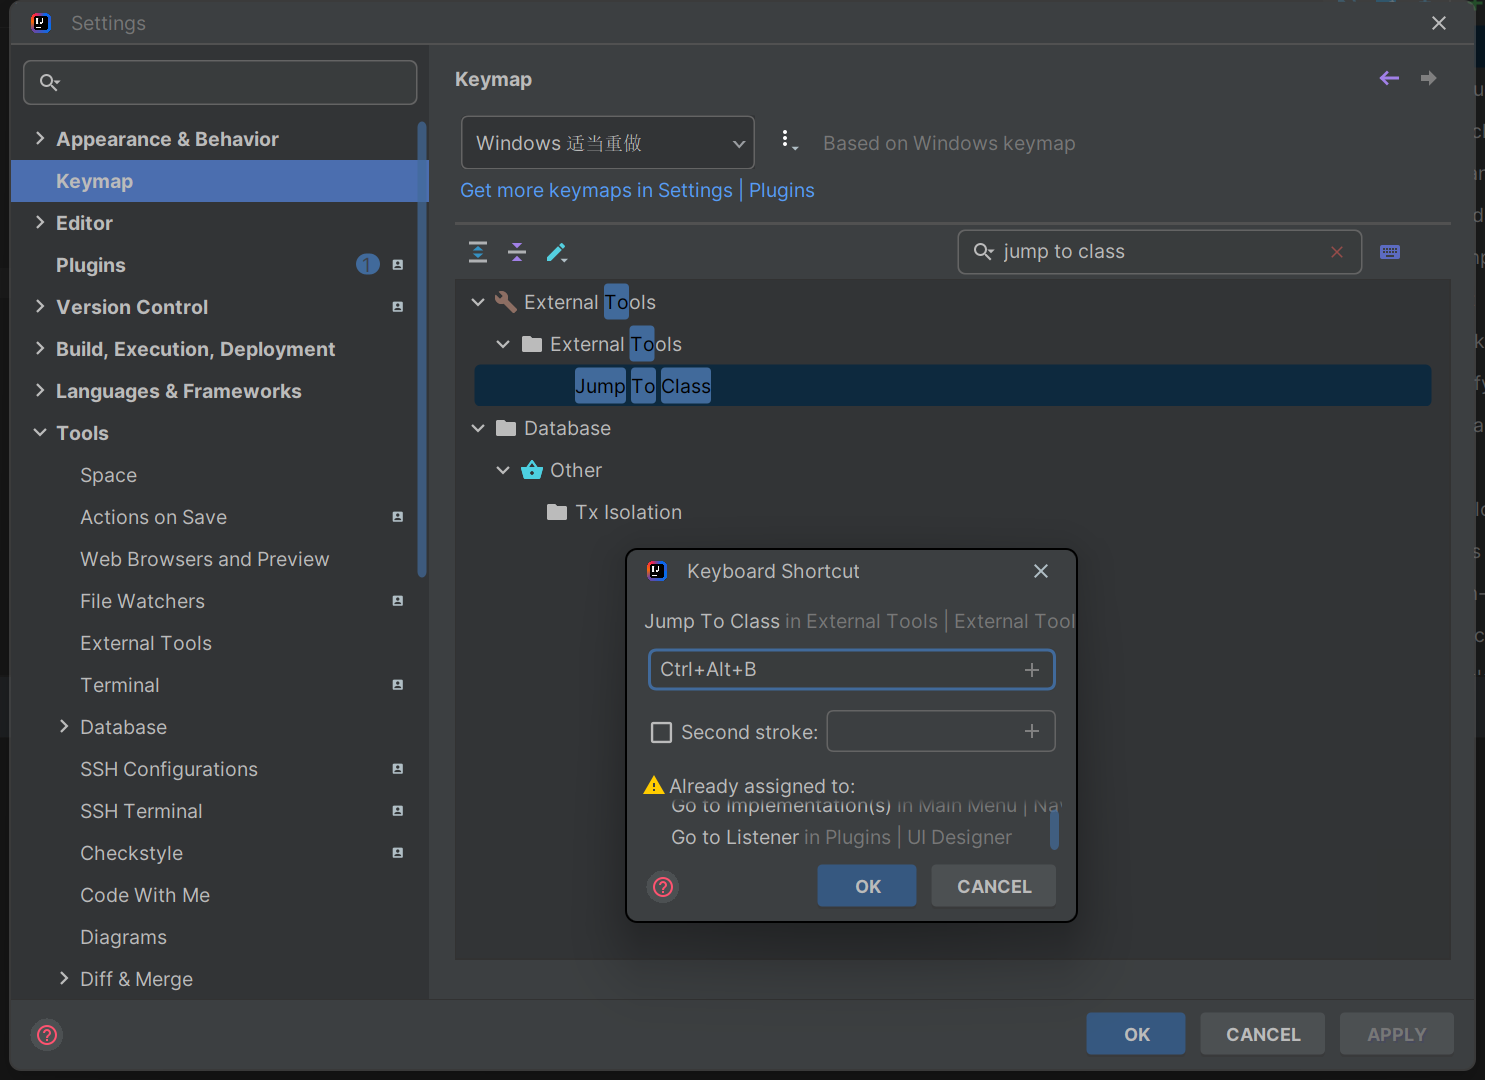 Settings
Appearance & Behavior
Keymap
Editor
Plugins 1
Version Control
Build, Execution, Deployment
Languages & Frameworks
Tools
Space
Actions on Save
Web Browsers and Preview
File Watchers
External Tools
Terminal
Database
SSH Configurations
SSH Terminal
Checkstyle
Code With Me
Diagrams
Diff & Merge
Keymap
Windows 适当重做
Based on Windows keymap
Get more keymaps in Settings | Plugins
jump to class
External Tools
External Tools
Jump To Class
Database
Other
Tx Isolation
Keyboard Shortcut
Jump To Class in External Tools | External Tool
Ctrl+Alt+B
Second stroke:
Already assigned to:
Go to Implementation(s) in Main Menu | Na
Go to Listener in Plugins | UI Designer
OK
CANCEL
OK
CANCEL
APPLY